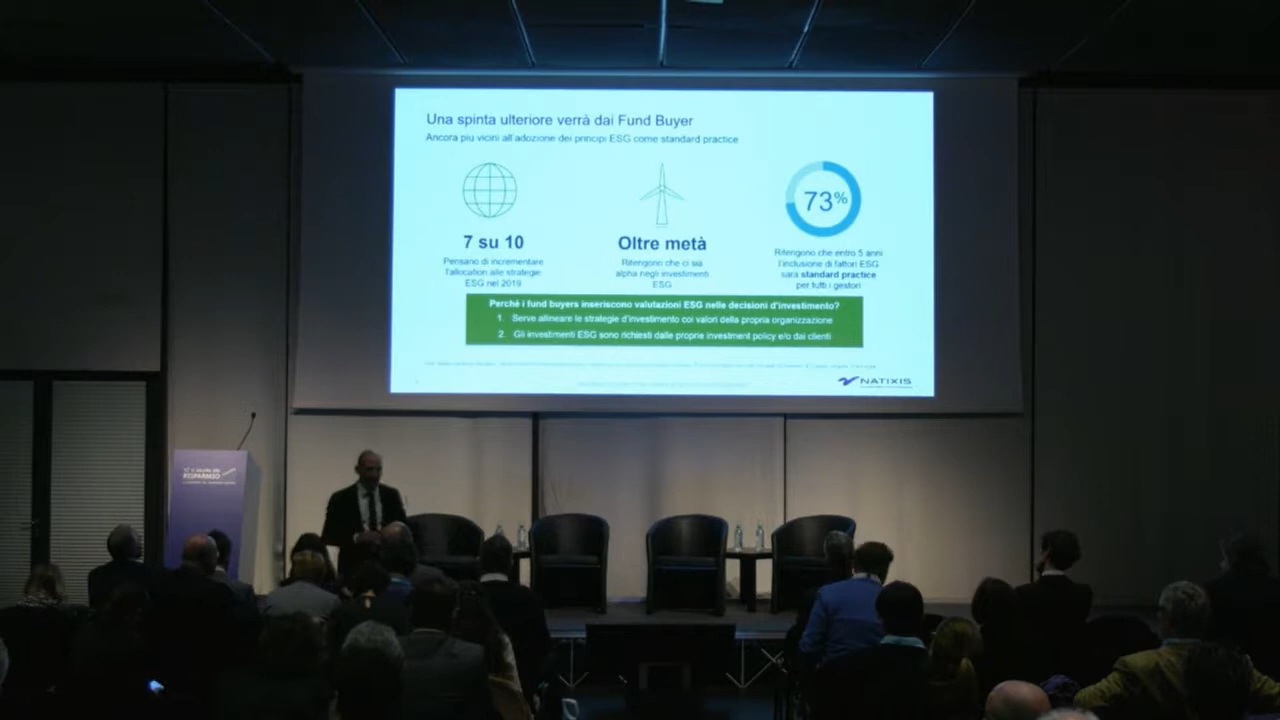 Una spinta ulteriore verrà dai Fund Buyer
Ancora piu vicini all'adozione dei principi ESG come standard practice
73%
7 su 10
Oltre metà
Pensano di incrementare
l'allocation alle strategie
ESG nel 2019
Ritengono che ci sia
alpha negli investimenti
ESG
Ritengono che entro 5 anni
l'inclusione di fattori ESG
sarà standard practice
per tutti i gestori
Perché i fund buyers inseriscono valutazioni ESG nelle decisioni d'investimento?
1. Serve allineare le strategie d'investimento coi valori della propria organizzazione
2. Gli investimenti ESG sono richiesti dalle proprie investment policy e/o dai clienti
NATIXIS
IL SALONE DEL
RISPARMIO